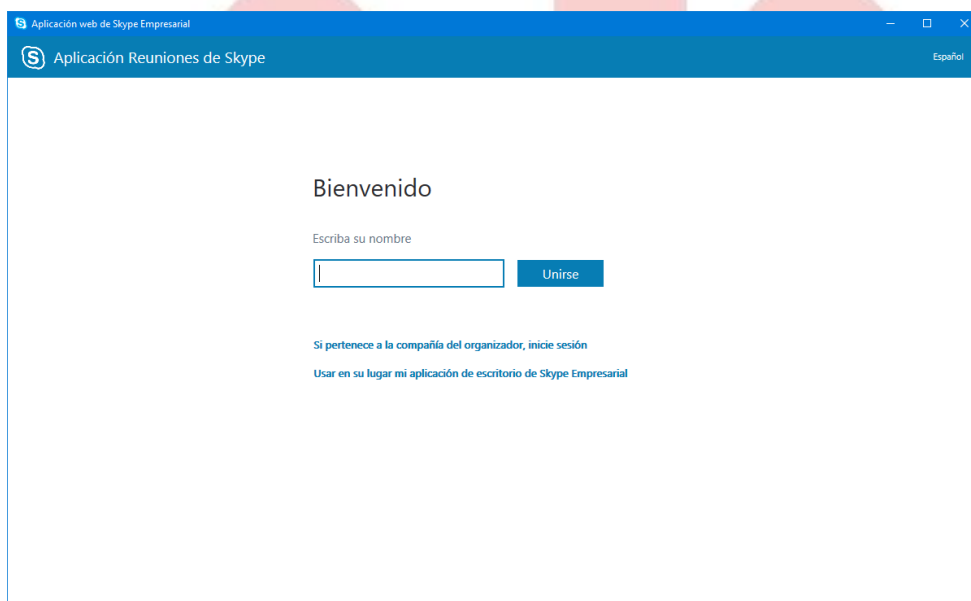 Aplicación web de Skype Empresarial
Aplicación Reuniones de Skype
Español
Bienvenido
Escriba su nombre
Unirse
Si pertenece a la compañía del organizador, inicie sesión
Usar en su lugar mi aplicación de escritorio de Skype Empresarial